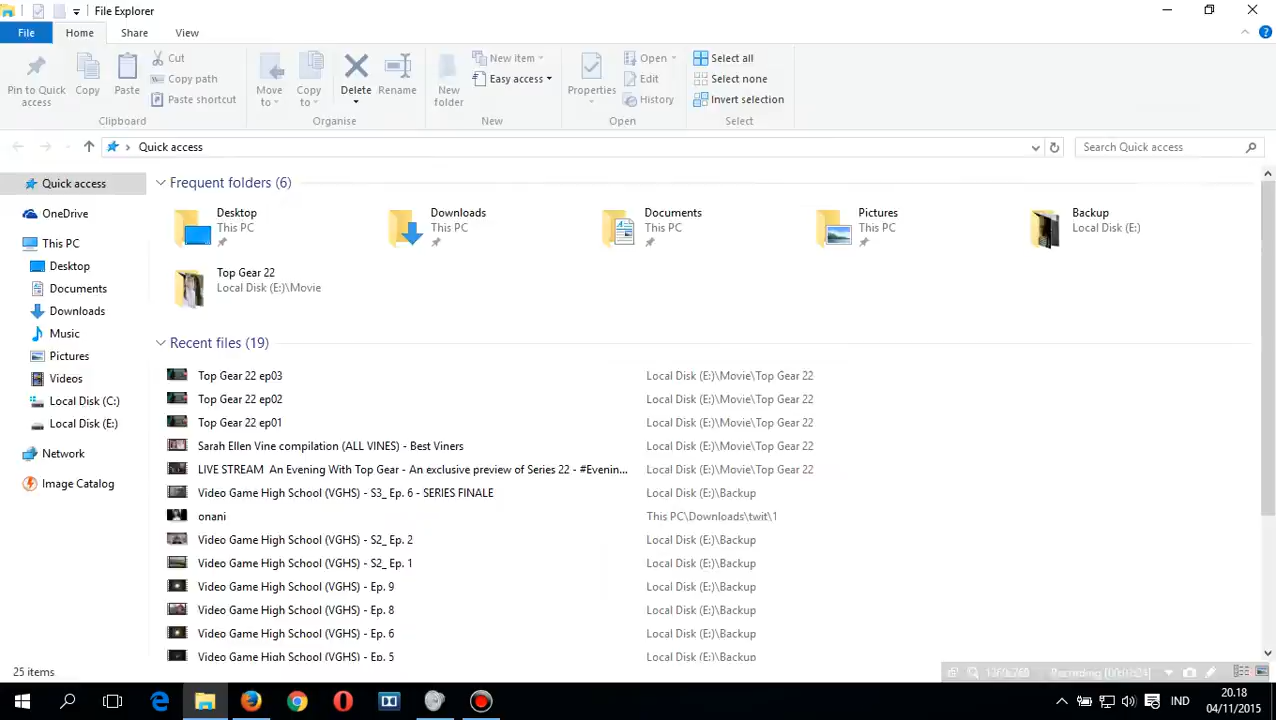 File Explorer
File Home Share View
Pin to Quick access
Copy
Paste
Cut
Copy path
Paste shortcut
Clipboard
Move to
Copy to
Delete
Rename
Organise
New folder
New item
Easy access
New
Properties
Open
Edit
History
Open
Select all
Select none
Invert selection
Select
Quick access
Search Quick access
Quick access
OneDrive
This PC
Desktop
Documents
Downloads
Music
Pictures
Videos
Local Disk (C:)
Local Disk (E:)
Network
Image Catalog
Frequent folders (6)
Desktop
This PC
Downloads
This PC
Documents
This PC
Pictures
This PC
Backup
Local Disk (E:)
Top Gear 22
Local Disk (E:)\Movie
Recent files (19)
Top Gear 22 ep03 Local Disk (E:)\Movie\Top Gear 22
Top Gear 22 ep02 Local Disk (E:)\Movie\Top Gear 22
Top Gear 22 ep01 Local Disk (E:)\Movie\Top Gear 22
Sarah Ellen Vine compilation (ALL VINES) - Best Viners Local Disk (E:)\Movie\Top Gear 22
LIVE STREAM  An Evening With Top Gear - An exclusive preview of Series 22 - #Evenin... Local Disk (E:)\Movie\Top Gear 22
Video Game High School (VGHS) - S3_ Ep. 6 - SERIES FINALE Local Disk (E:)\Backup
onani This PC\Downloads\twit\1
Video Game High School (VGHS) - S2_ Ep. 2 Local Disk (E:)\Backup
Video Game High School (VGHS) - S2_ Ep. 1 Local Disk (E:)\Backup
Video Game High School (VGHS) - Ep. 9 Local Disk (E:)\Backup
Video Game High School (VGHS) - Ep. 8 Local Disk (E:)\Backup
Video Game High School (VGHS) - Ep. 6 Local Disk (E:)\Backup
Video Game High School (VGHS) - Ep. 5 Local Disk (E:)\Backup
25 items
Recording
IND
20.18
04/11/2015